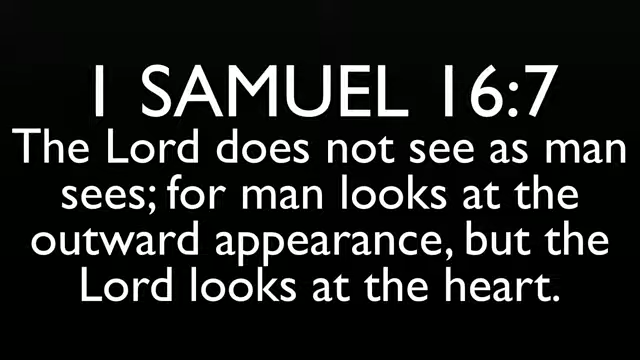 1 SAMUEL 16:7
The Lord does not see as man
sees; for man looks at the
outward appearance, but the
Lord looks at the heart.